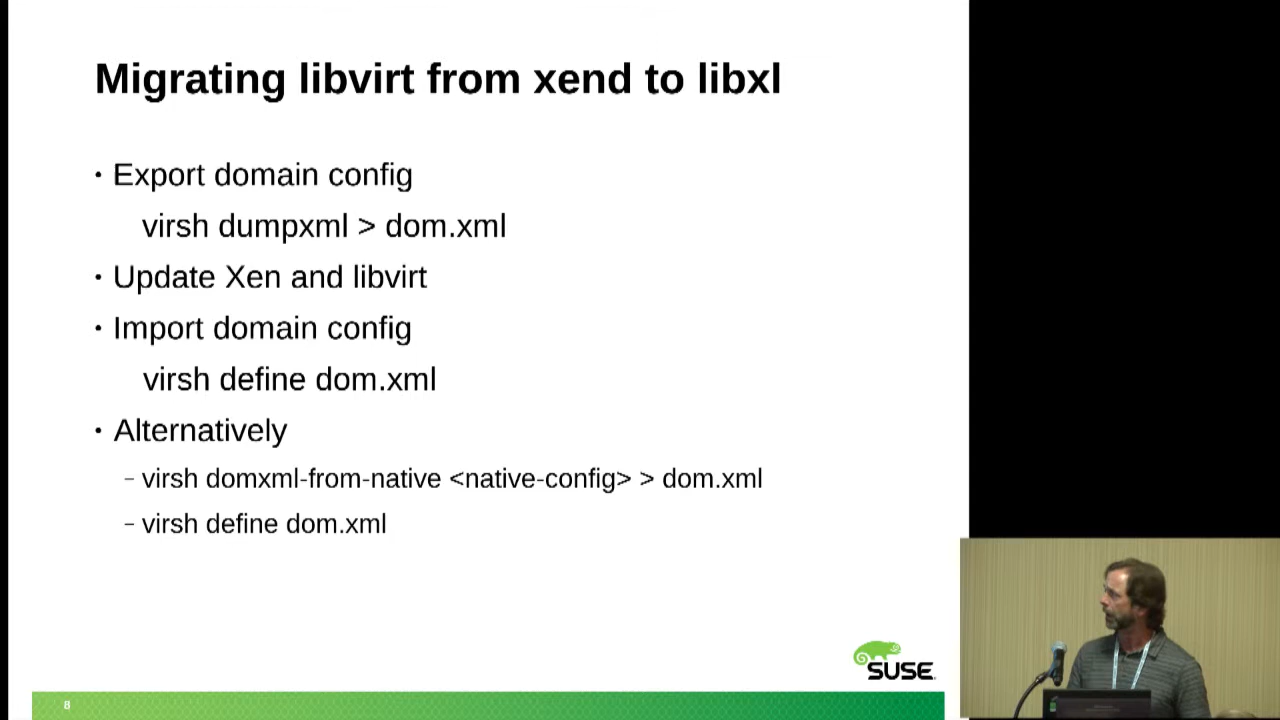 Migrating libvirt from xend to libxl
• Export domain config
virsh dumpxml > dom.xml
• Update Xen and libvirt
• Import domain config
virsh define dom.xml
• Alternatively
– virsh domxml-from-native <native-config> > dom.xml
– virsh define dom.xml
SUSE
8